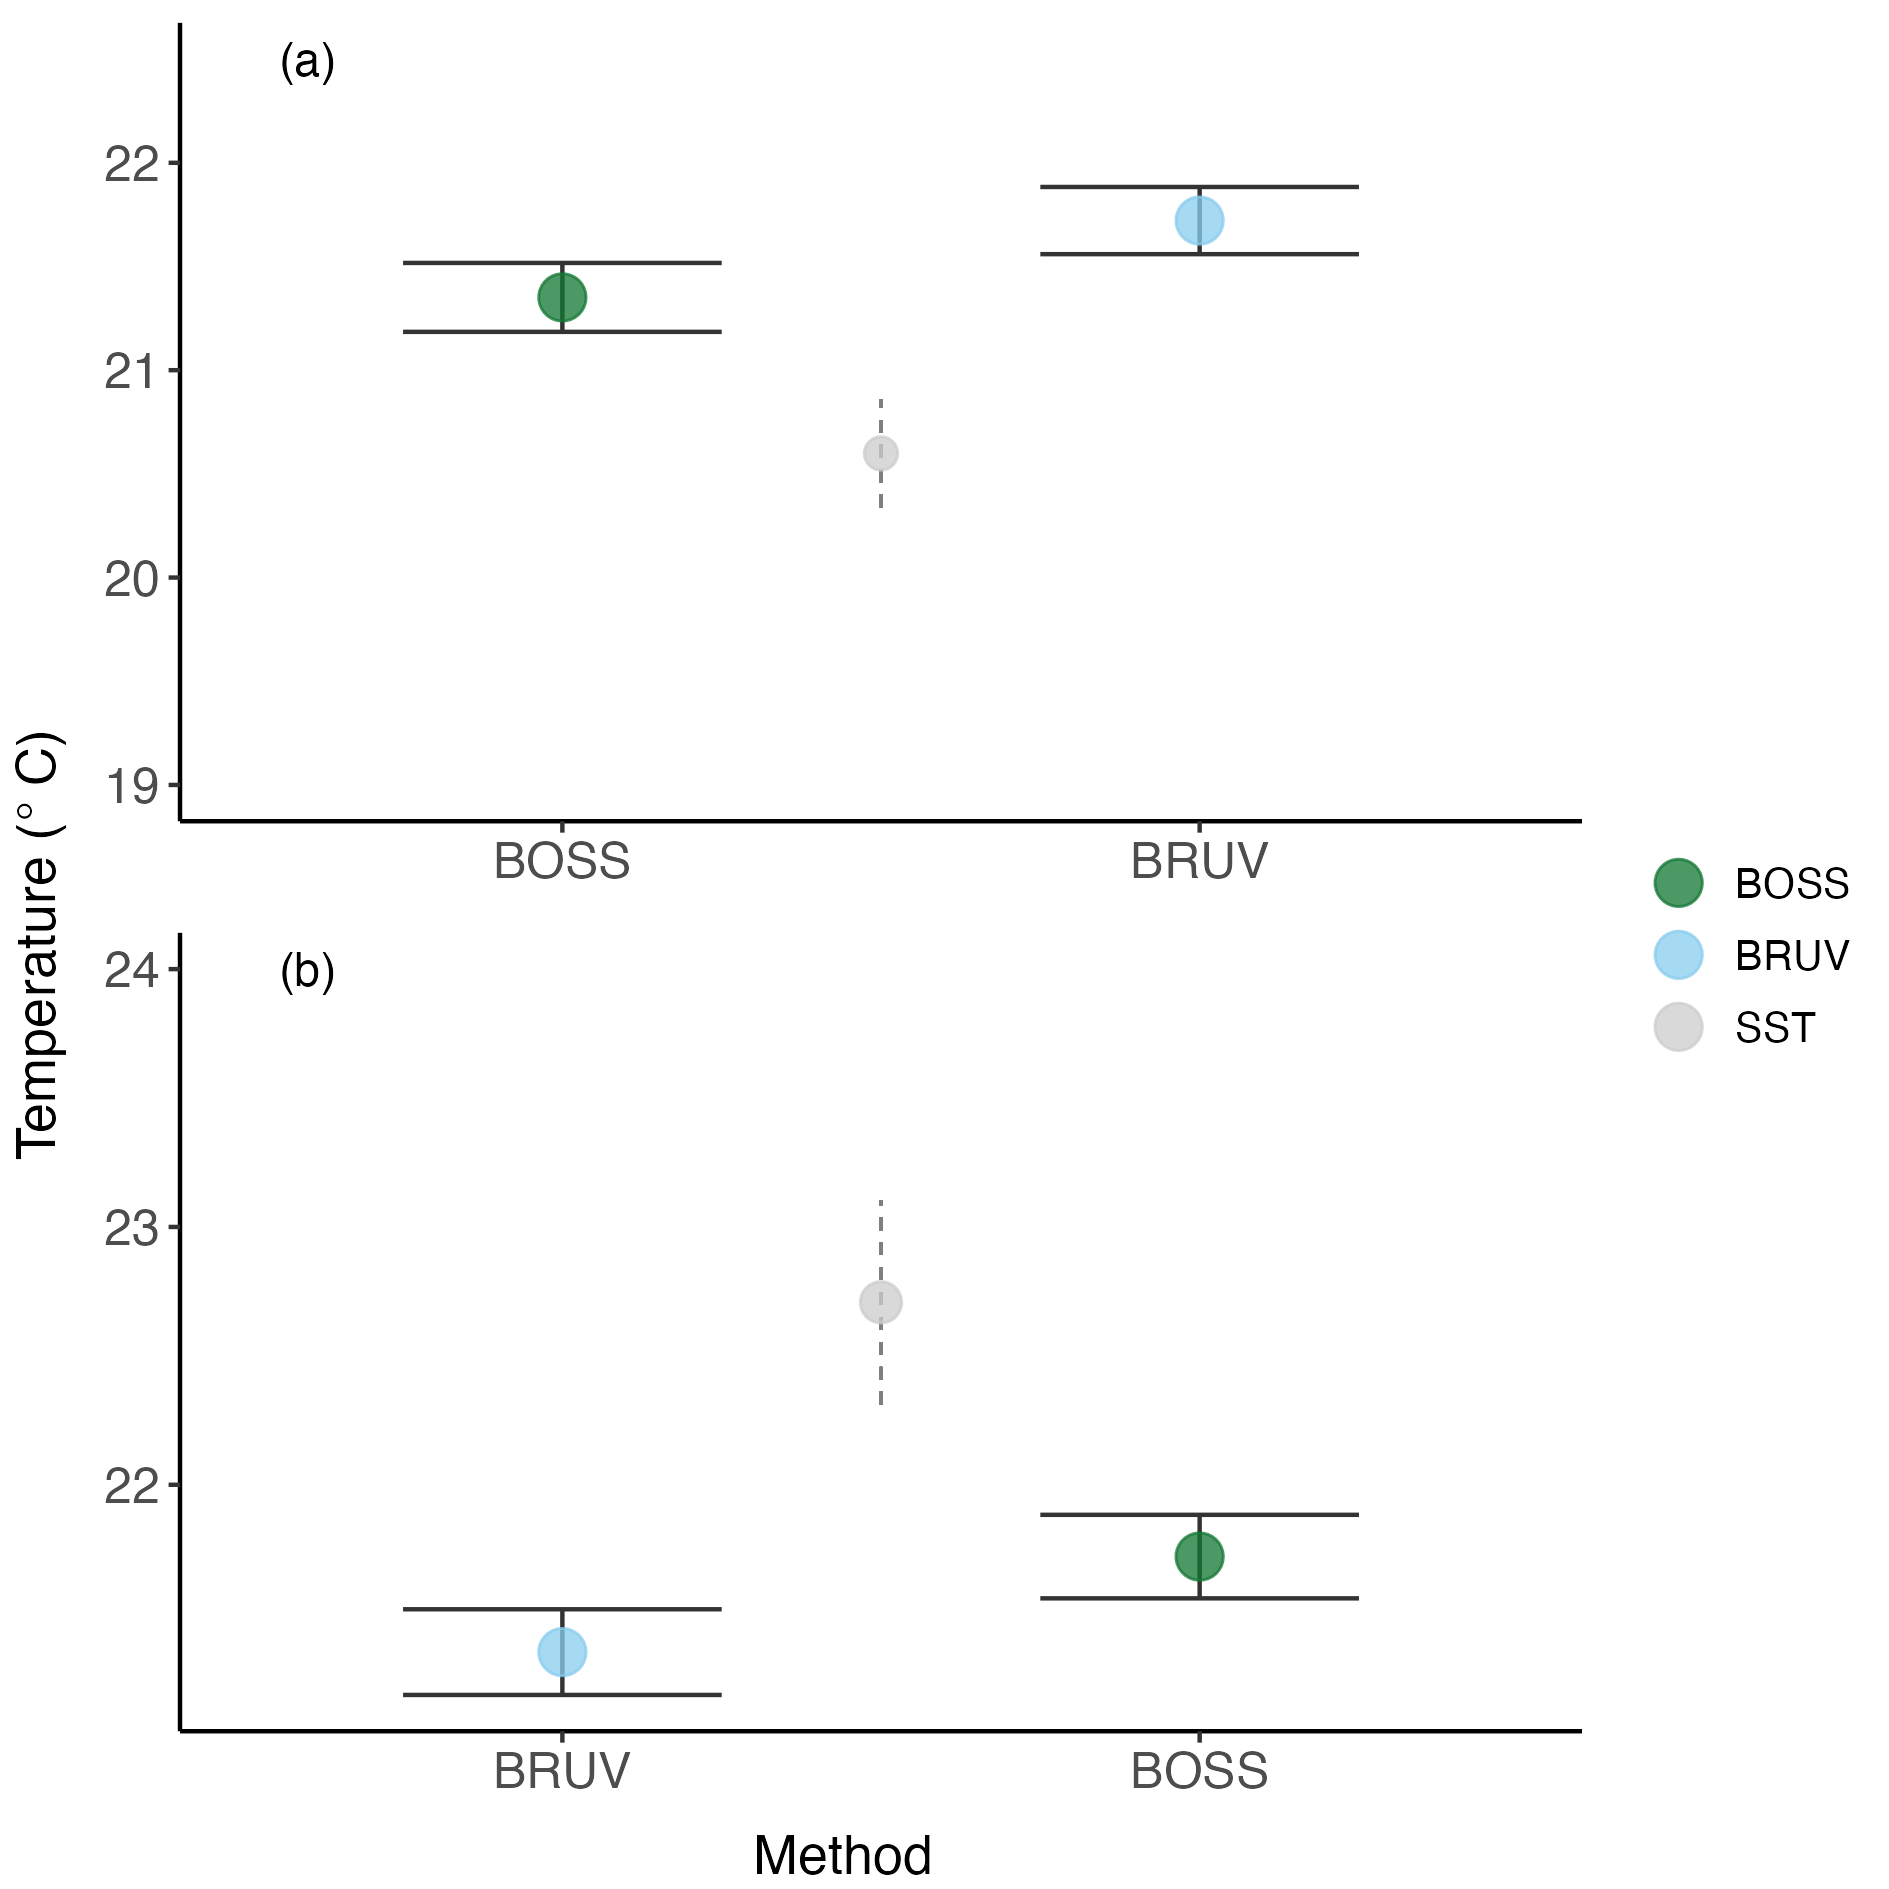 (a)
22
21
20
19
BOSS BRUV
Temperature (° C)
BOSS
BRUV
SST
(b)
24
23
22
BRUV BOSS
Method